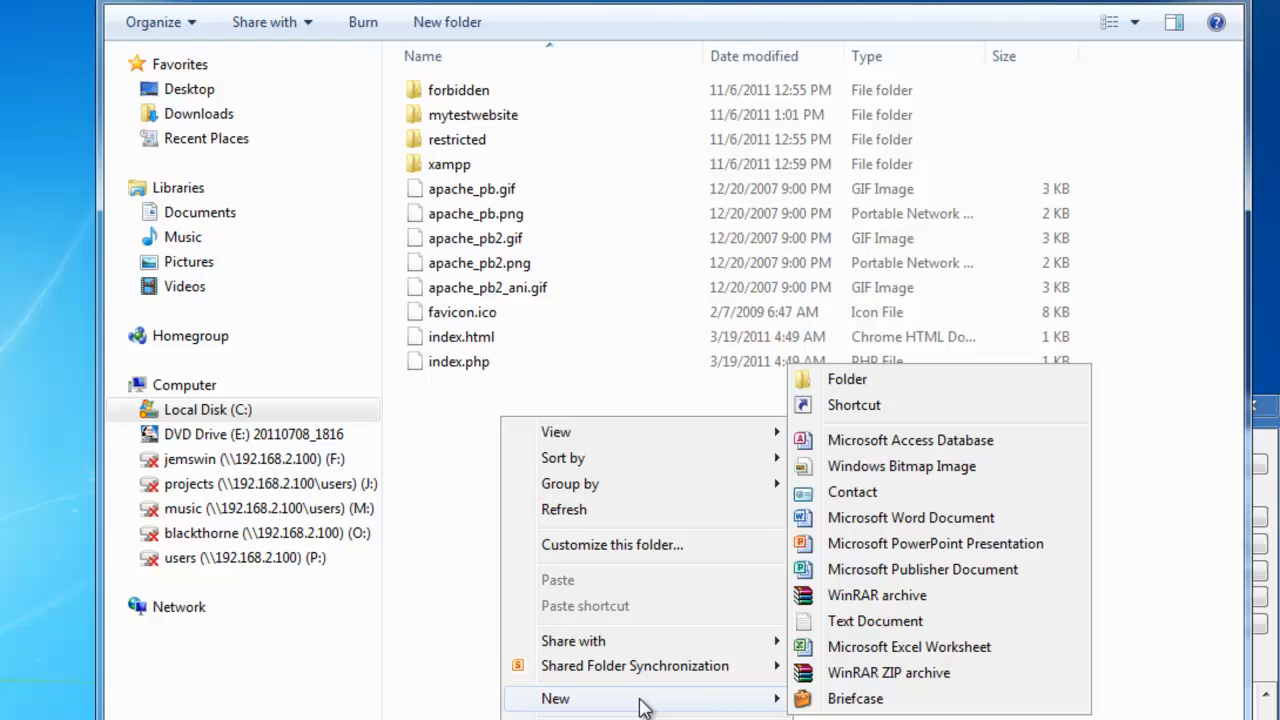 Organize Share with Burn New folder
Name Date modified Type Size
Favorites
Desktop
Downloads
Recent Places
Libraries
Documents
Music
Pictures
Videos
Homegroup
Computer
Local Disk (C:)
DVD Drive (E:) 20110708_1816
jemswin (\\192.168.2.100) (F:)
projects (\\192.168.2.100\users) (J:)
music (\\192.168.2.100\users) (M:)
blackthorne (\\192.168.2.100) (O:)
users (\\192.168.2.100) (P:)
Network
forbidden 11/6/2011 12:55 PM File folder
mytestwebsite 11/6/2011 1:01 PM File folder
restricted 11/6/2011 12:55 PM File folder
xampp 11/6/2011 12:59 PM File folder
apache_pb.gif 12/20/2007 9:00 PM GIF Image 3 KB
apache_pb.png 12/20/2007 9:00 PM Portable Network ... 2 KB
apache_pb2.gif 12/20/2007 9:00 PM GIF Image 3 KB
apache_pb2.png 12/20/2007 9:00 PM Portable Network ... 2 KB
apache_pb2_ani.gif 12/20/2007 9:00 PM GIF Image 3 KB
favicon.ico 2/7/2009 6:47 AM Icon File 8 KB
index.html 3/19/2011 4:49 AM Chrome HTML Do... 1 KB
index.php 3/19/2011 4:49 AM PHP File 1 KB
View
Sort by
Group by
Refresh
Customize this folder...
Paste
Paste shortcut
Share with
Shared Folder Synchronization
New
Folder
Shortcut
Microsoft Access Database
Windows Bitmap Image
Contact
Microsoft Word Document
Microsoft PowerPoint Presentation
Microsoft Publisher Document
WinRAR archive
Text Document
Microsoft Excel Worksheet
WinRAR ZIP archive
Briefcase